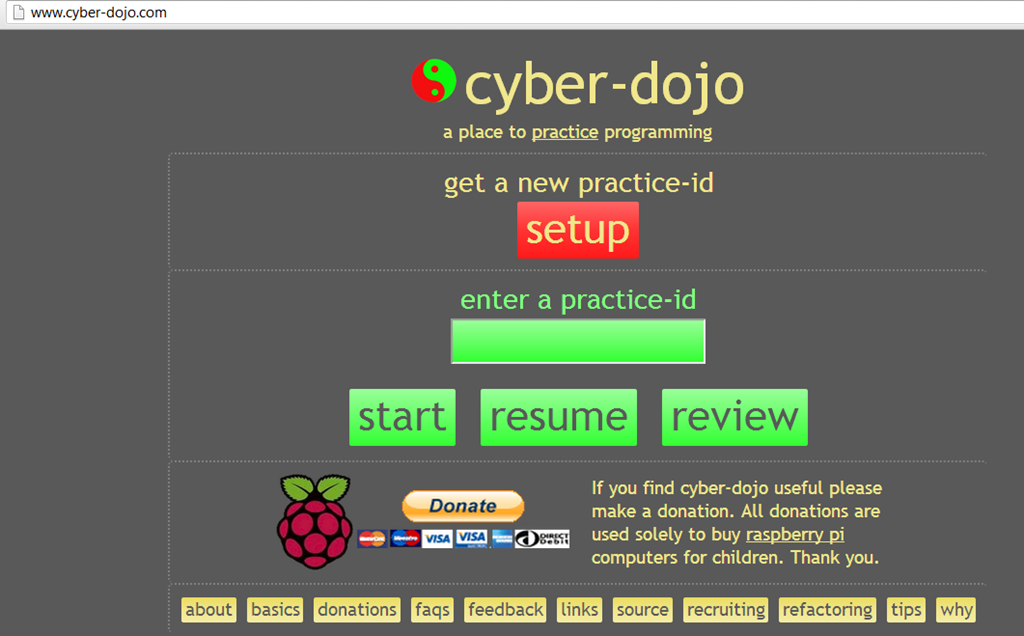 www.cyber-dojo.com
cyber-dojo
a place to practice programming
get a new practice-id
setup
enter a practice-id
start resume review
Donate
VISA VISA DIRECT
Debit
If you find cyber-dojo useful please
make a donation. All donations are
used solely to buy raspberry pi
computers for children. Thank you.
about basics donations faqs feedback links source recruiting refactoring tips why